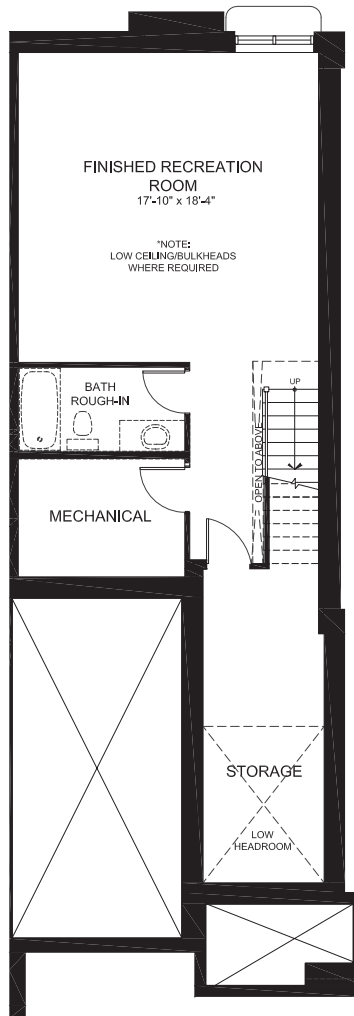 FINISHED RECREATION
ROOM
17'-10" x 18'-4"
*NOTE:
LOW CEILING/BULKHEADS
WHERE REQUIRED
UP
BATH
ROUGH-IN
OPEN TO ABOVE
MECHANICAL
STORAGE
LOW
HEADROOM